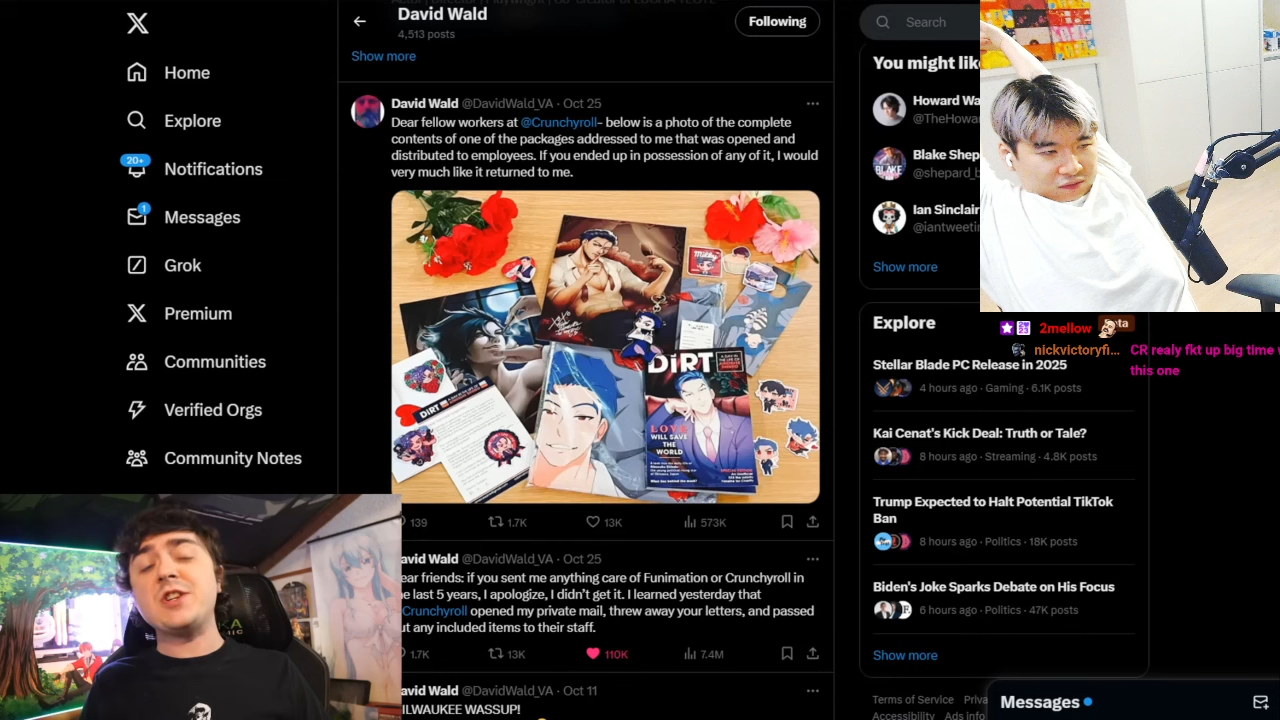 Home
Explore
20+
Notifications
1
Messages
Grok
Premium
Communities
Verified Orgs
Community Notes
David Wald
4,513 posts
Following
Show more
David Wald @DavidWald_VA · Oct 25
Dear fellow workers at @Crunchyroll– below is a photo of the complete
contents of one of the packages addressed to me that was opened and
distributed to employees. If you ended up in possession of any of it, I would
very much like it returned to me.
DiRT
LOVE
WILL SAVE
THE
WORLD
DiRT
139
1.7K
13K
573K
avid Wald @DavidWald_VA · Oct 25
ear friends: if you sent me anything care of Funimation or Crunchyroll in
he last 5 years, I apologize, I didn't get it. I learned yesterday that
Crunchyroll opened my private mail, threw away your letters, and passed
ut any included items to their staff.
1.7K
13K
110K
7.4M
avid Wald @DavidWald_VA · Oct 11
ILWAUKEE WASSUP!
Search
You might like
Howard Wa
@TheHowar
Blake Shep
@shepard_b
Ian Sinclair
@iantweetin
Show more
2mellow
nickvictoryfi...
CR realy fkt up big time
this one
Explore
Stellar Blade PC Release in 2025
4 hours ago · Gaming · 6.1K posts
Kai Cenat's Kick Deal: Truth or Tale?
8 hours ago · Streaming · 4.8K posts
Trump Expected to Halt Potential TikTok
Ban
8 hours ago · Politics · 18K posts
Biden's Joke Sparks Debate on His Focus
6 hours ago · Politics · 47K posts
Show more
Terms of Service
Priva
Accessibility
Ads info
Messages